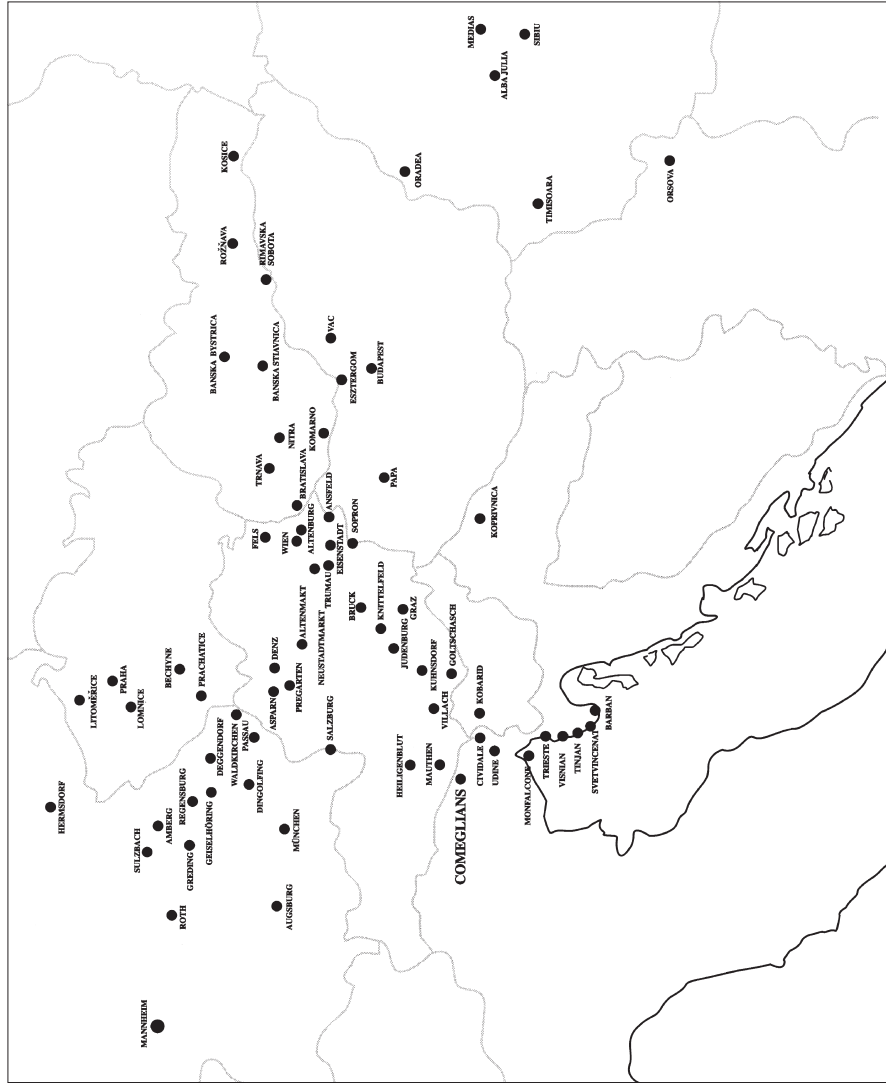 MEDIAS
SIBIU
ALBA JULIA
KOSICE
ORADEA
ORSOVA
TIMISOARA
ROŽŇAVA
RIMAVSKA
SOBOTA
VAC
BANSKA BYSTRICA
BANSKA STIAVNICA
BUDAPEST
ESZTERGOM
NITRA
KOMARNO
TRNAVA
BRATISLAVA
PAPA
ANSFELD
KOPRIVNICA
FELS
WIEN
ALTENBURG
EISENSTADT
SOPRON
TRUMAU
NEUSTADTMARKT
BRUCK
KNITTELFELD
GRAZ
ALTENMAKT
JUDENBURG
DENZ
KUHNSDORF
GOLTSCHASCH
BECHYNE
PRAHA
LITOMĚŘICE
LOMNICE
PRACHATICE
ASPARN
PREGARTEN
VILLACH
KOBARID
BARBAN
WALDKIRCHEN
PASSAU
SALZBURG
CIVIDALE
UDINE
TRIESTE
VISNIAN
TINJAN
SVETVINCENAT
MONFALCONE
HEILIGENBLUT
MAUTHEN
COMEGLIANS
DEGGENDORF
DINGOLFING
REGENSBURG
GEISELHÖRING
HERMSDORF
AMBERG
SULZBACH
GREDING
MÜNCHEN
ROTH
AUGSBURG
MANNHEIM